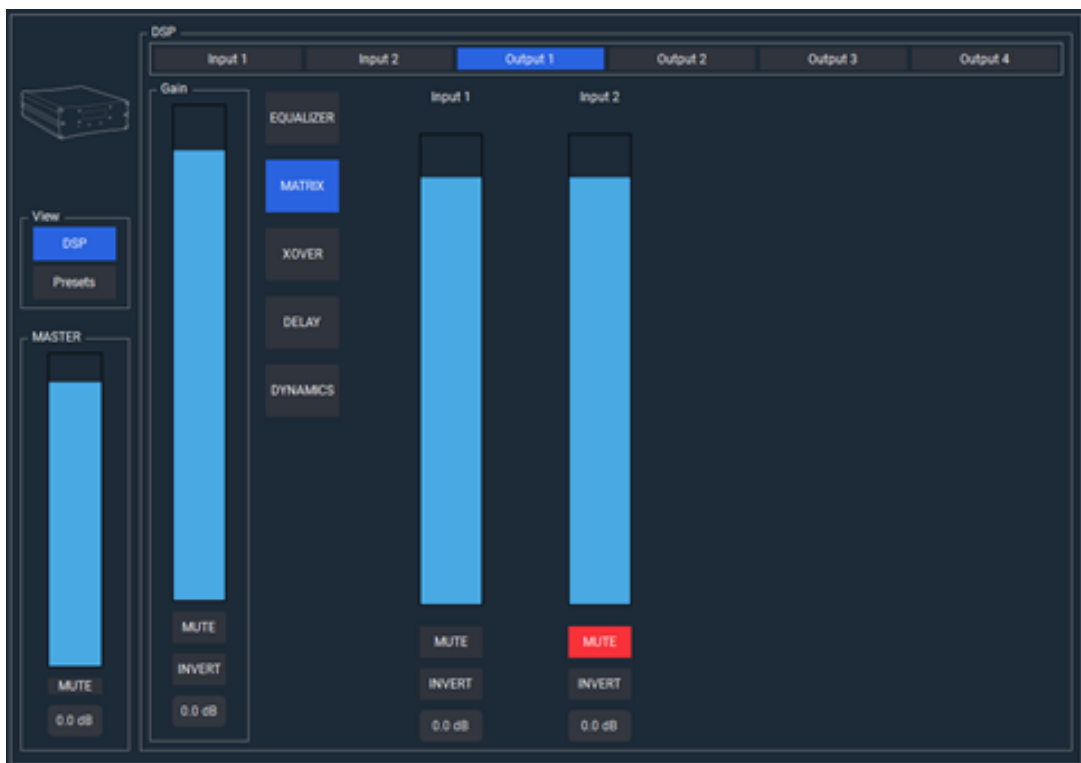 DSP
Input 1 Input 2 Output 1 Output 2 Output 3 Output 4
Gain
Input 1 Input 2
EQUALIZER
MATRIX
XOVER
DELAY
DYNAMICS
View
DSP
Presets
MASTER
MUTE
0.0 dB
MUTE
INVERT
0.0 dB
MUTE MUTE
INVERT INVERT
0.0 dB 0.0 dB